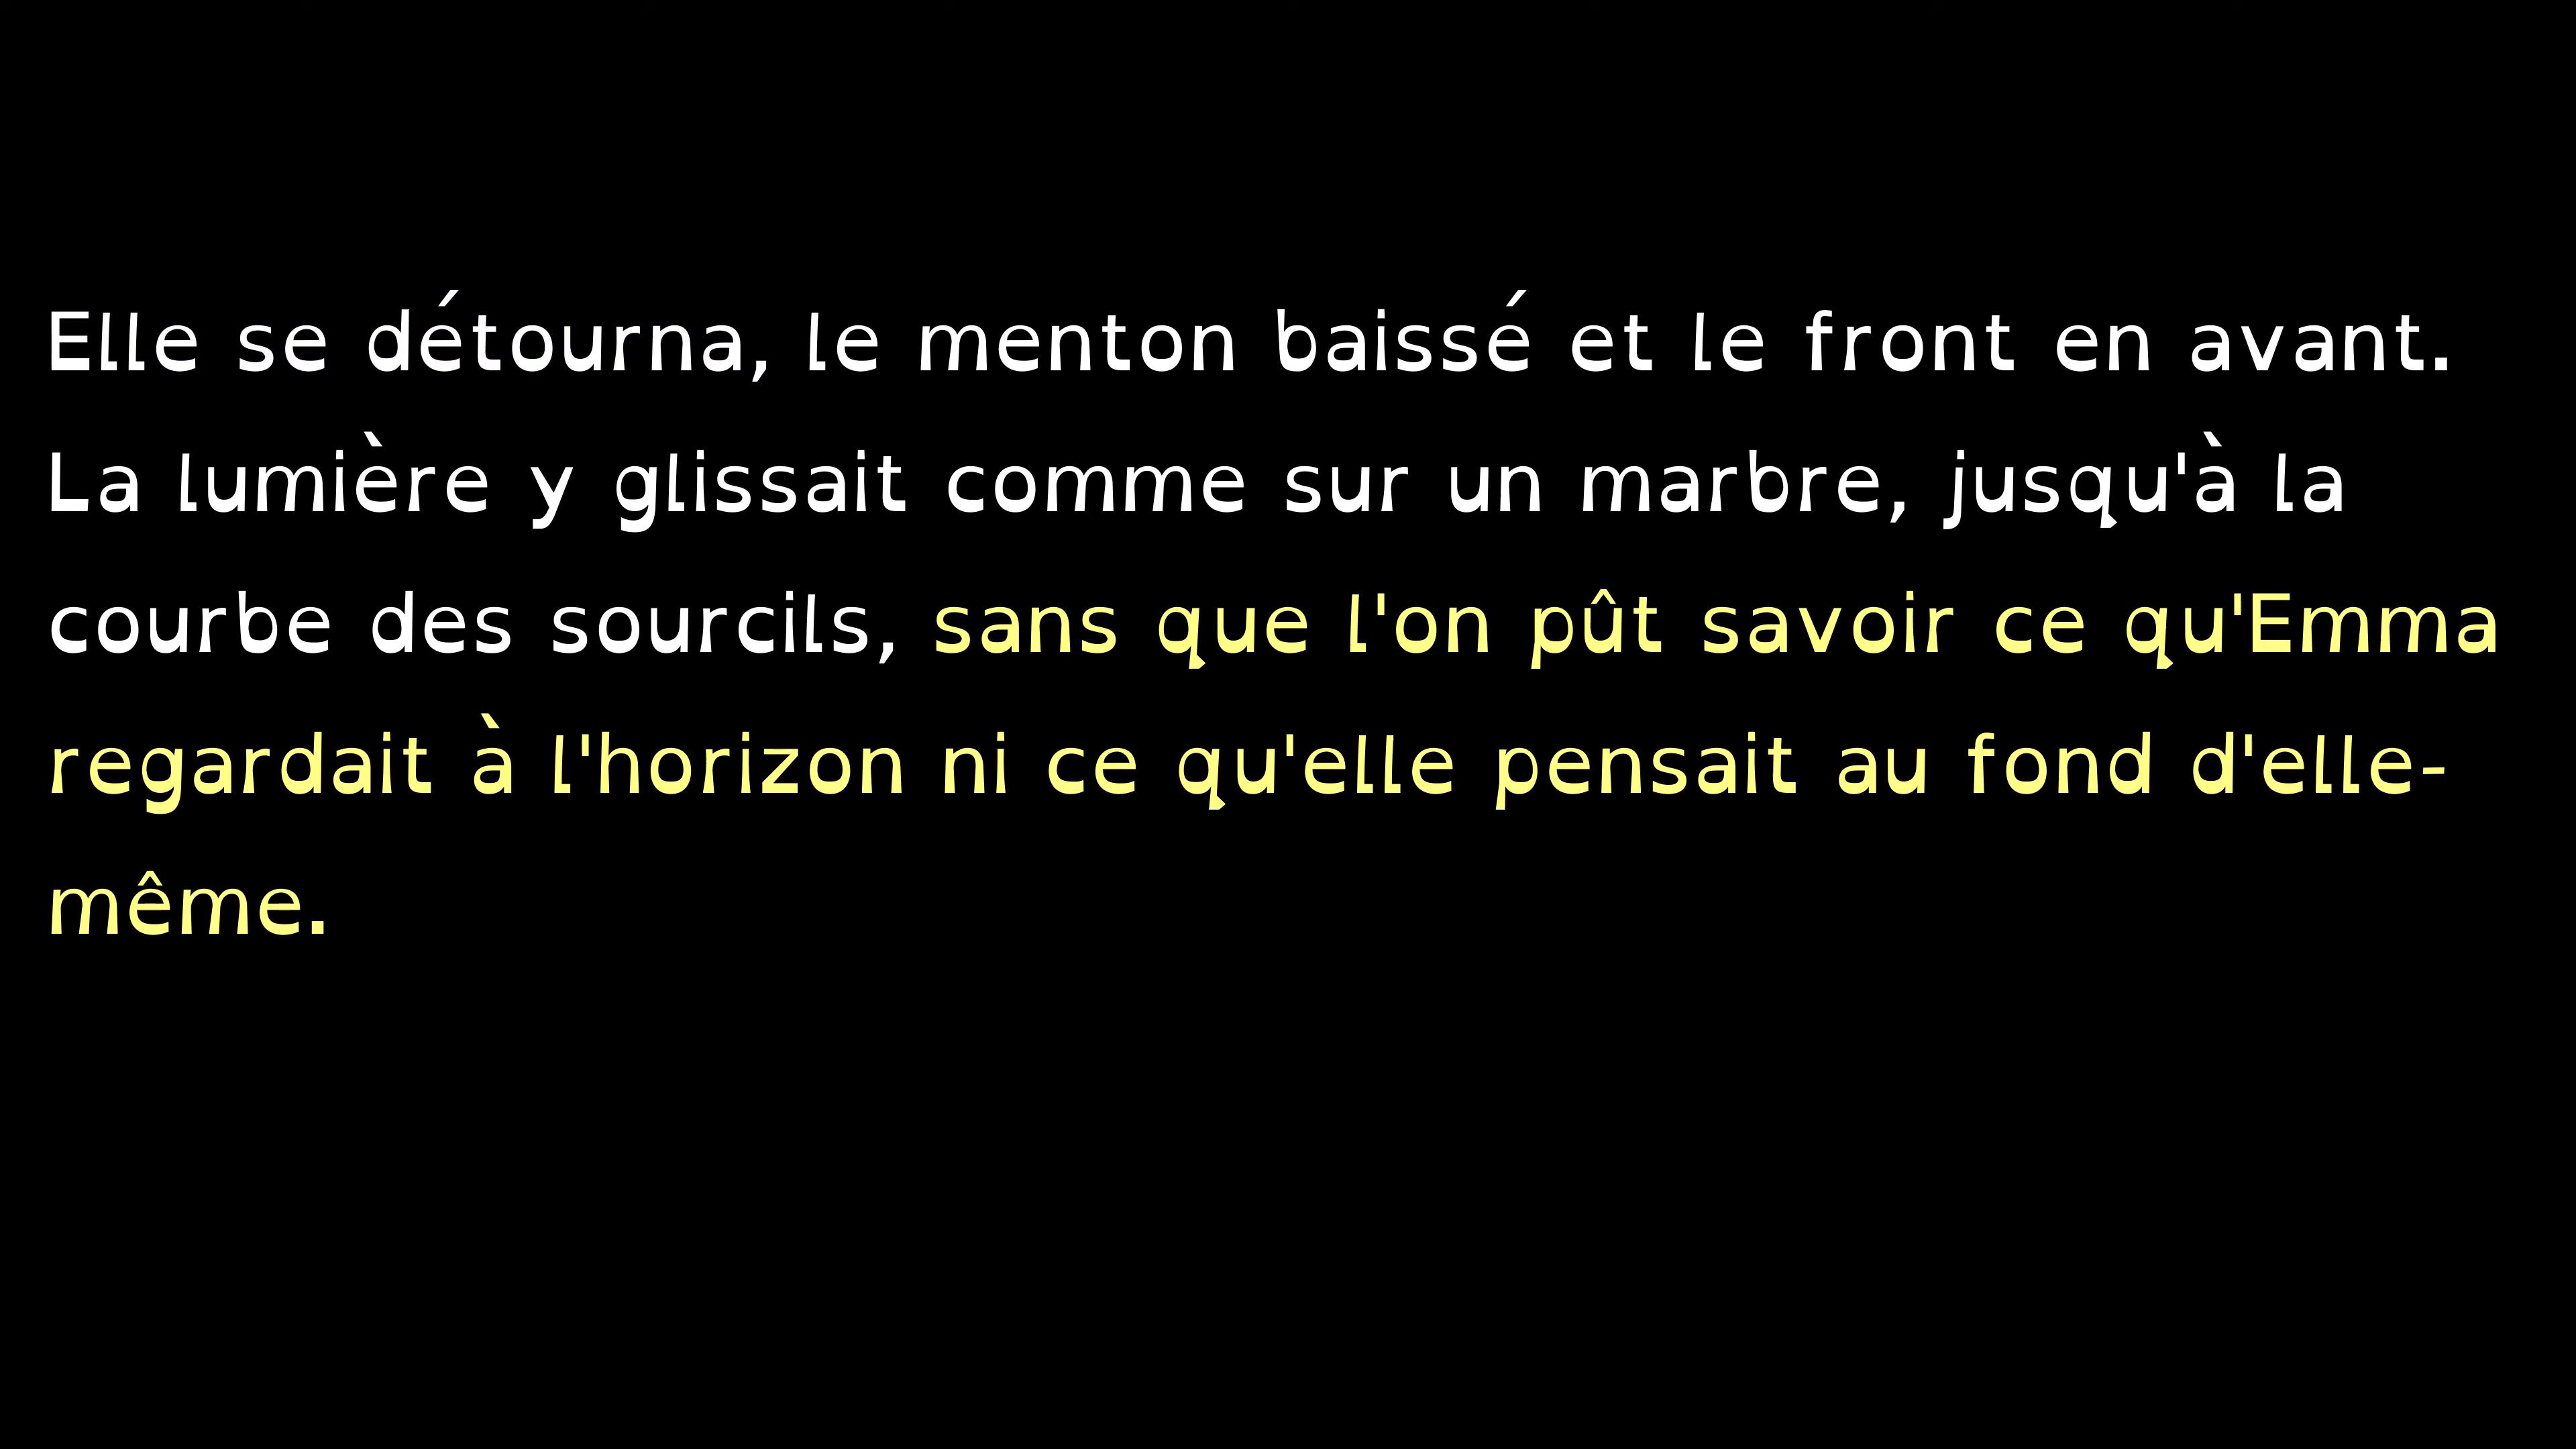 Elle se détourna, le menton baissé et le front en avant.
La lumière y glissait comme sur un marbre, jusqu'à la
courbe des sourcils, sans que l'on pût savoir ce qu'Emma
regardait à l'horizon ni ce qu'elle pensait au fond d'elle-
même.